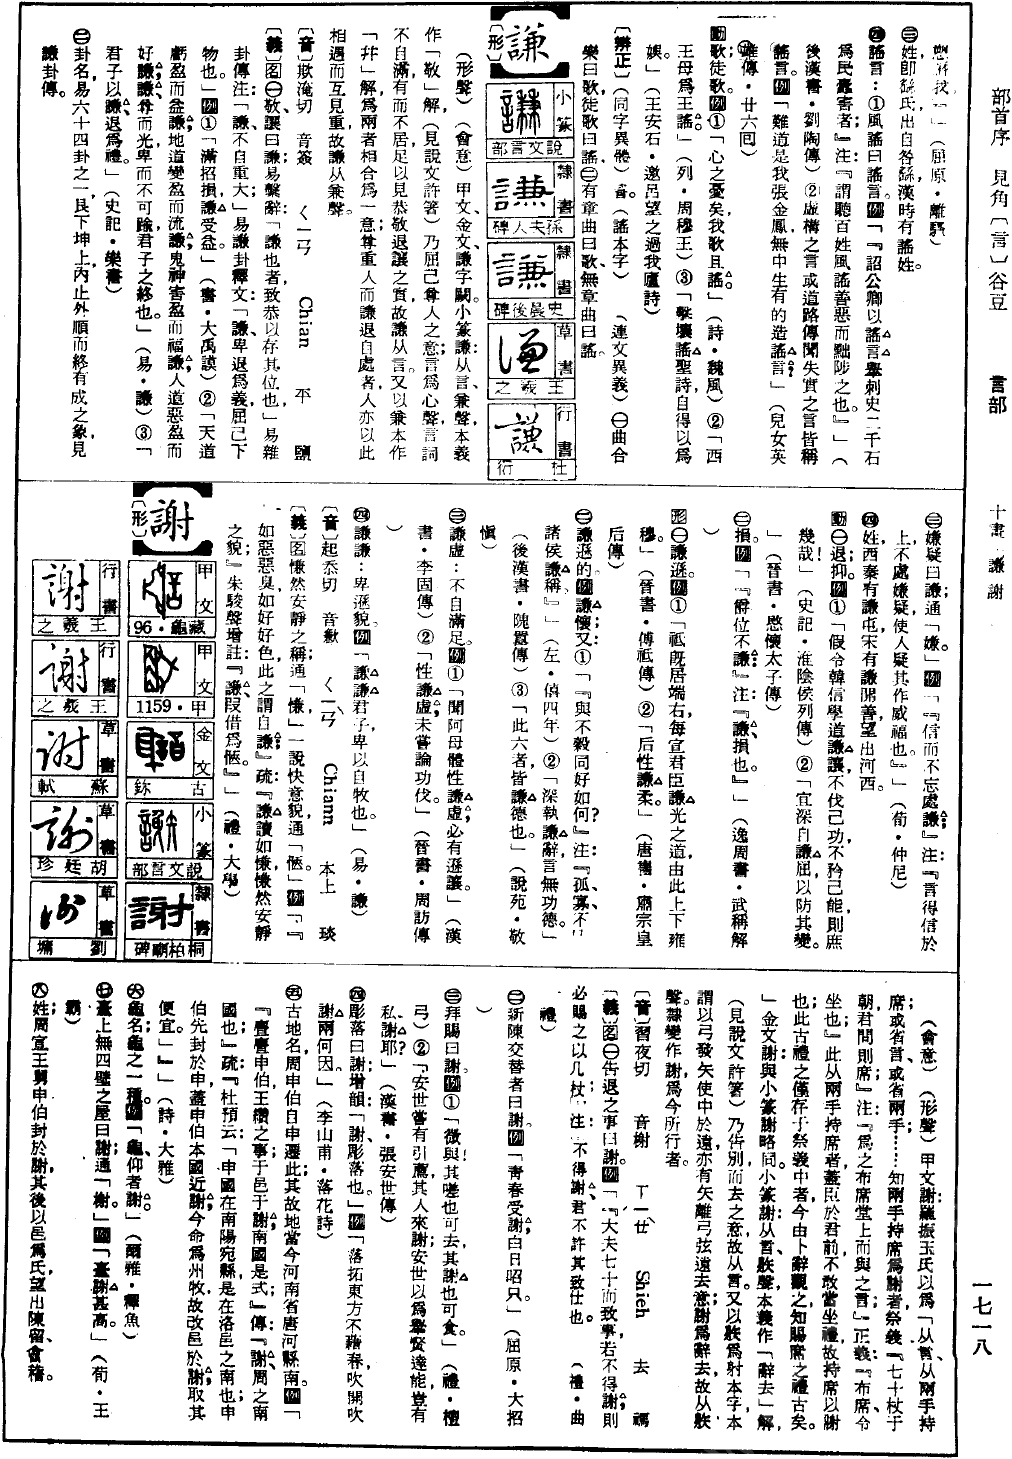 部首序 見角〔言〕谷豆 言部 十畫 謙謝 一七一八
」(屈原・離騷)
㊂姓即繇氏出自咎繇漢時有謠姓。
㊃謠言：①風謠曰謠言。例「『詔公卿以謠言舉刺史二千石
為民蠹害者』注：『謂聽百姓風謠善惡而黜陟之也。』」(
後漢書・劉陶傳)②虛構之言或道路傳聞失實之言皆稱
謠言。例「難道是我張金鳳無中生有的造謠言」(兒女英
雄傳・廿六回)
動歌徒歌。例①「心之憂矣我歌且謠」(詩・魏風)②「西
王母為王謠。」(列・周穆王)③「擊壤謠聖詩自得以為
娛」(王安石・邀呂望之過我廬詩)
〔辨正〕(同字異體)䚻。(謠本字) (連文異義)㊀曲合
樂曰歌徒歌曰謠㊁有章曲曰歌無章曲曰謠。
謙
〔形〕
小篆 說文言部
隸書 孫夫人碑
隸書 史晨後碑
草書 王羲之
行書 杜衍
(形聲)(會意)甲文金文謙字闕。小篆謙：从言兼聲本義
作「敬」解，(見說文許箸)乃屈己尊人之意；言為心聲，言詞
不自滿，有而不居，足以見恭敬退讓之實，故謙从言。又以兼本作
「幷」解，為兩者相合為一意；尊重人而謙退自處者，人亦以此
相遇而互見重，故謙从兼聲。
〔音〕欺淹切 音簽 ㄑㄧㄢ Chian 平 鹽
〔義〕名㊀敬讓曰謙易繫辭：「謙也者致恭以存其位也」易雜
卦傳注：「謙不自重大」易謙卦釋文：「謙卑退為義屈己下
物也。」例①「滿招損謙受益。」(書・大禹謨)②「天道
虧盈而益謙地道變盈而流謙鬼神害盈而福謙人道惡盈而
好謙謙尊而光卑而不可踰君子之終也。」(易・謙)③「
君子以謙退為禮。」(史記・樂書)
㊁卦名，易六十四卦之一，艮下坤上，內止外順而終有成之象，見
謙卦傳。
㊂嫌疑曰謙；通「嫌。」例「『信而不忘處謙』注：『言得信於
上不處嫌疑使人疑其作威福也。』」(荀・仲尼)
㊃姓西秦有謙屯宋有謙開善望出河西。
動㊀退抑。例①「假令韓信學道謙讓不伐己功不矜己能則庶
幾哉！」(史記・淮陰侯列傳)②「宜深自謙屈以防其變。
」(晉書・愍懷太子傳)
㊁損。例「『爵位不謙』注：『謙損也。』」(逸周書・武稱解
)
形㊀謙遜。例①「祗既居端右每宣君臣謙光之道由此上下雍
穆。」(晉書・傅祗傳)②「后性謙柔。」(唐書・肅宗皇
后傳)
㊁謙遜的。例謙懷又：①「『與不穀同好如何？』注『孤、寡不
諸侯謙稱。』」(左・僖四年)②「深執謙辭言無功德。」
(後漢書・隗囂傳)③「此六者皆謙德也。」(說苑・敬
慎)
㊂謙虛：不自滿足。例①「聞阿母體性謙虛必有遜讓。」(漢
書・李固傳)②「性謙虛未嘗論功伐。」(晉書・周訪傳
)
㊃謙謙：卑遜貌。例「謙謙君子卑以自牧也。」(易・謙)
〔音〕起忝切 音歉 ㄑㄧㄢ Chiann 本上 琰
〔義〕名慊然安靜之稱；通「慊」一說快意貌，通「愜。」例「『
如惡惡臭如好好色，此之謂自謙』疏：『謙讀如慊慊然安靜
之貌』朱駿聲增註：『謙、叚借為愜。』」(禮・大學)
謝
〔形〕
甲文 藏龜・96
甲文 甲・1159
金文 古鉨
小篆 說文言部
隸書 桐柏廟碑
行書 王羲之
行書 王羲之
草書 蘇軾
草書 胡廷珍
草書 劉墉
(會意)(形聲)甲文謝：羅振玉氏以為「从言从兩手持
席或省言、或省兩手……知兩手持席為謝者祭義『七十杖于
朝君問則席』注：『為之布席堂上而與之言；』正義『布席令
坐也』此从兩手持席者蓋臣於君前不敢當坐禮故持席以謝
也此古禮之僅存于祭義中者今由卜辭觀之知賜席之禮古矣。
」金文謝與小篆謝略同。小篆謝：从言䠶聲本義作「辭去」解，
(見說文許箸)乃告別而去之意故从言。又以䠶為射本字本
謂以弓發矢使中於遠亦有矢離弓弦遠去意；謝為辭去故从䠶
聲隸變作謝為今所行者。
〔音〕習夜切 音榭 ㄒㄧㄝ Shieh 去 禡
〔義〕名㊀告退之事曰謝。例「『大夫七十而致事若不得謝則
必賜之以几杖』注：『不得謝君不許其致仕也。』」(禮・曲
禮)
㊁新陳交替者曰謝。例「青春受謝白日昭只。」(屈原・大招
)
㊂拜賜曰謝。例①「微與！其嗟也可去其謝也可食。」(禮・檀
弓)②「安世嘗有引薦其人來謝安世以為舉賢達能豈有
私謝耶？」(漢書・張安世傳)
㊃彫落曰謝；增韻：「謝、彫落也。」例「落拓東方不藉春吹開吹
謝兩何因。」(李山甫・落花詩)
㊄古地名周申伯自申遷此；其故地當今河南省唐河縣南。例「
『亹亹申伯王纘之事于邑于謝南國是式』傳：『謝周之南
國也』疏：『杜預云：「申國在南陽宛縣」是在洛邑之南也；申
伯先封於申蓋申伯本國近謝今命為州牧故改邑於謝取其
便宜。』」(詩・大雅)
㊅龜名，龜之一種。例「龜仰者謝」(爾雅・釋魚)
㊆臺上無四壁之屋曰謝；通「榭。」例「臺謝甚高。」(荀・王
霸)
㊇姓；周宣王舅申伯封於謝其後以邑為氏望出陳留、會稽。